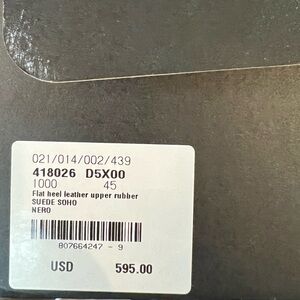 021/014/002/439
418026 D5X00
1000 45
Flat heel leather upper rubber
SUEDE SOHO
NERO
807664247 - 9
USD 595.00